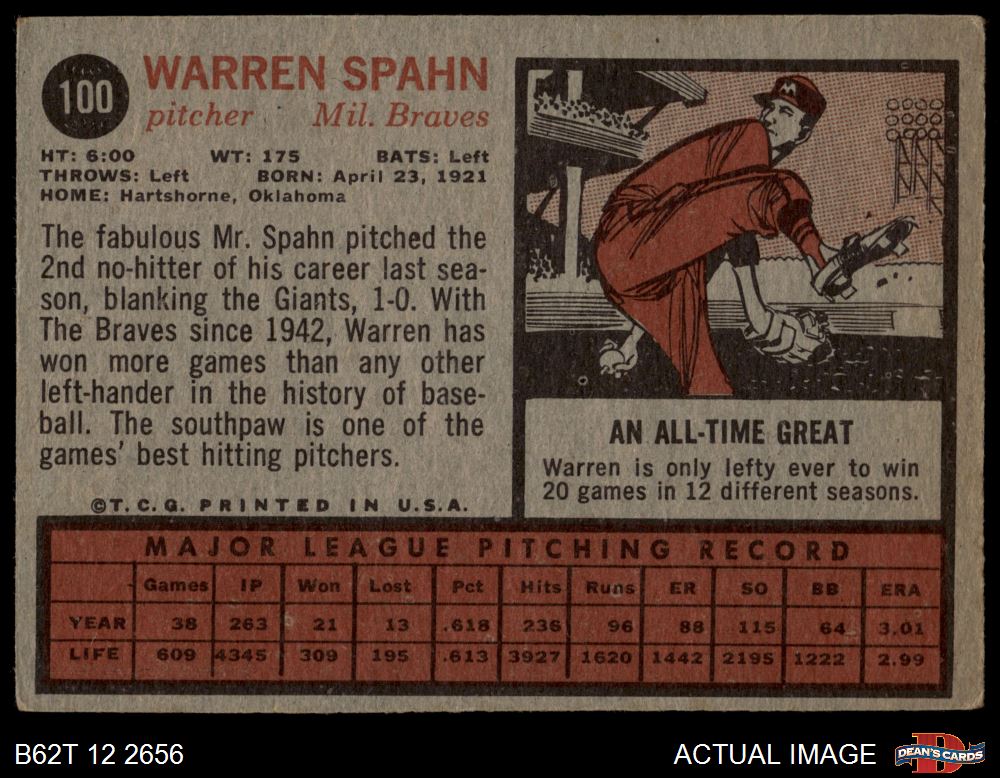 100
WARREN SPAHN
pitcher Mil. Braves
HT: 6:00 WT: 175 BATS: Left
THROWS: Left BORN: April 23, 1921
HOME: Hartshorne, Oklahoma
The fabulous Mr. Spahn pitched the
2nd no-hitter of his career last sea-
son, blanking the Giants, 1-0. With
The Braves since 1942, Warren has
won more games than any other
left-hander in the history of base-
ball. The southpaw is one of the
games' best hitting pitchers.
©T.C.G. PRINTED IN U.S.A.
M
AN ALL-TIME GREAT
Warren is only lefty ever to win
20 games in 12 different seasons.
MAJOR LEAGUE PITCHING RECORD
Games IP Won Lost Pct Hits Runs ER SO BB ERA
YEAR 38 263 21 13 .618 236 96 88 115 64 3.01
LIFE 609 4345 309 195 .613 3927 1620 1442 2195 1222 2.99
B62T 12 2656
ACTUAL IMAGE
D
DEAN'S CARDS